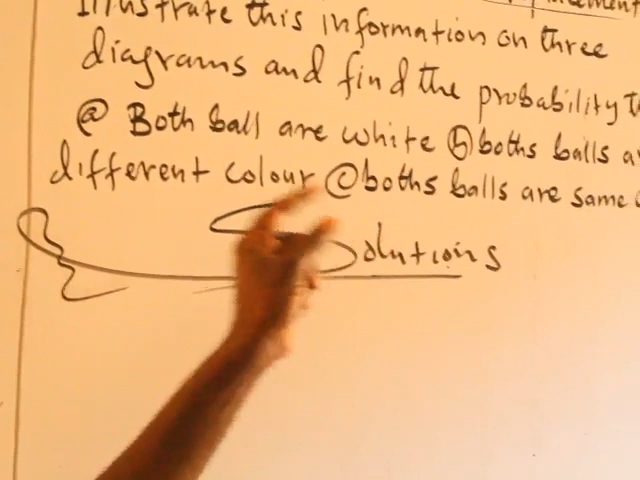 Illustrate this information on three
diagrams and find the probability
ⓐ Both ball are white ⓑ boths balls
different colour ⓒ boths balls are same
Solutions